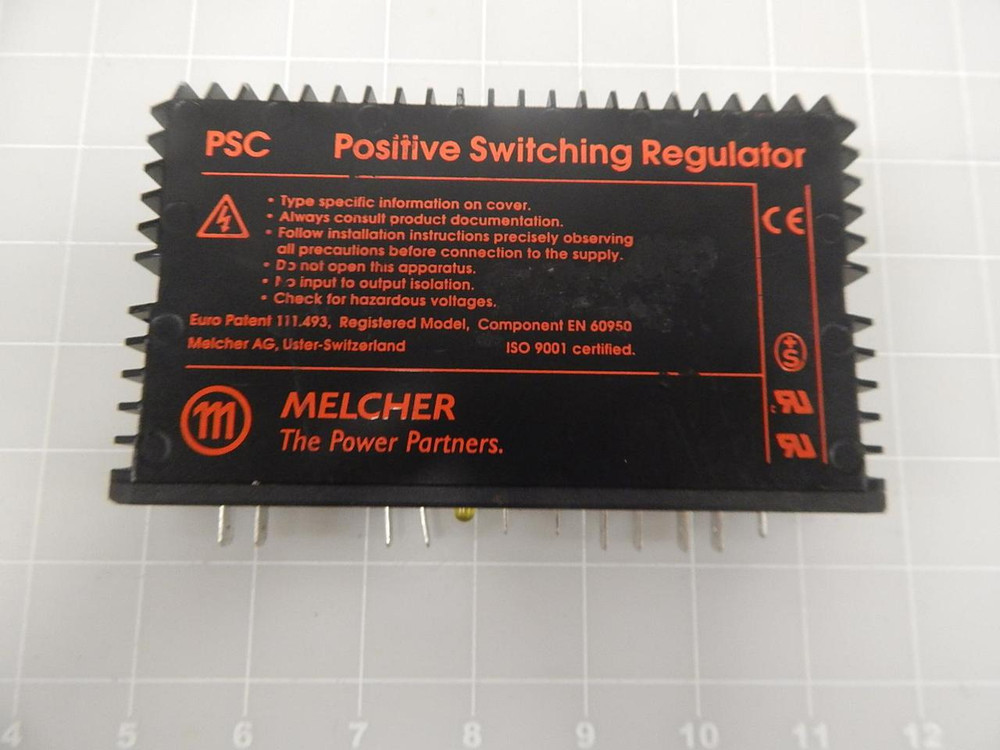 PSC Positive Switching Regulator
• Type specific information on cover.
• Always consult product documentation.
• Follow installation instructions precisely observing
all precautions before connection to the supply.
• Do not open this apparatus.
• No input to output isolation.
• Check for hazardous voltages.
Euro Patent 111.493, Registered Model, Component EN 60950
Melcher AG, Uster-Switzerland ISO 9001 certified.
CE
+S
RU
RU
m MELCHER
The Power Partners.
4 5 6 7 8 9 10 11 12